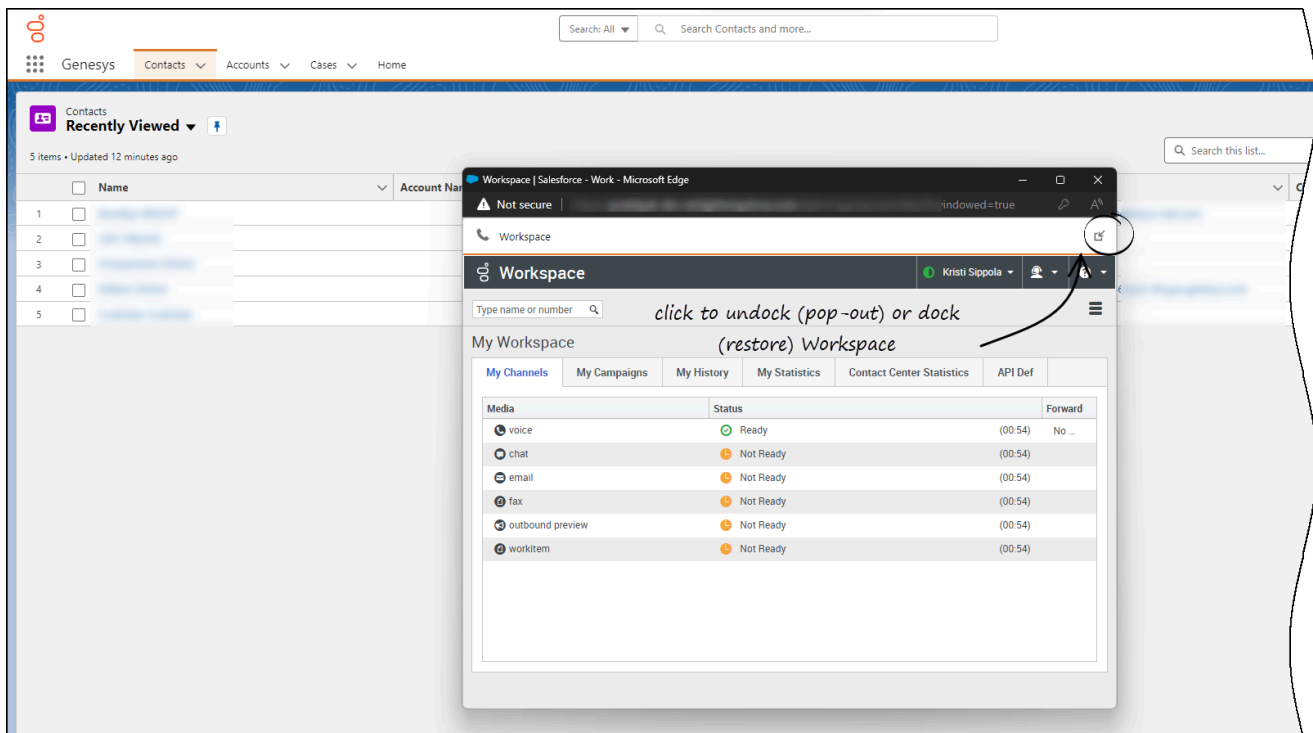 Search: All
Search Contacts and more...
Genesys
Contacts
Accounts
Cases
Home
Contacts
Recently Viewed
5 items • Updated 12 minutes ago
Search this list...
Name
Account Nar
1
2
3
4
5
Workspace | Salesforce - Work - Microsoft Edge
Not secure
indowed=true
Workspace
Workspace
Kristi Sippola
Type name or number
click to undock (pop-out) or dock
(restore) Workspace
My Workspace
My Channels My Campaigns My History My Statistics Contact Center Statistics API Def
Media Status Forward
voice Ready (00:54) No ...
chat Not Ready (00:54)
email Not Ready (00:54)
fax Not Ready (00:54)
outbound preview Not Ready (00:54)
workitem Not Ready (00:54)